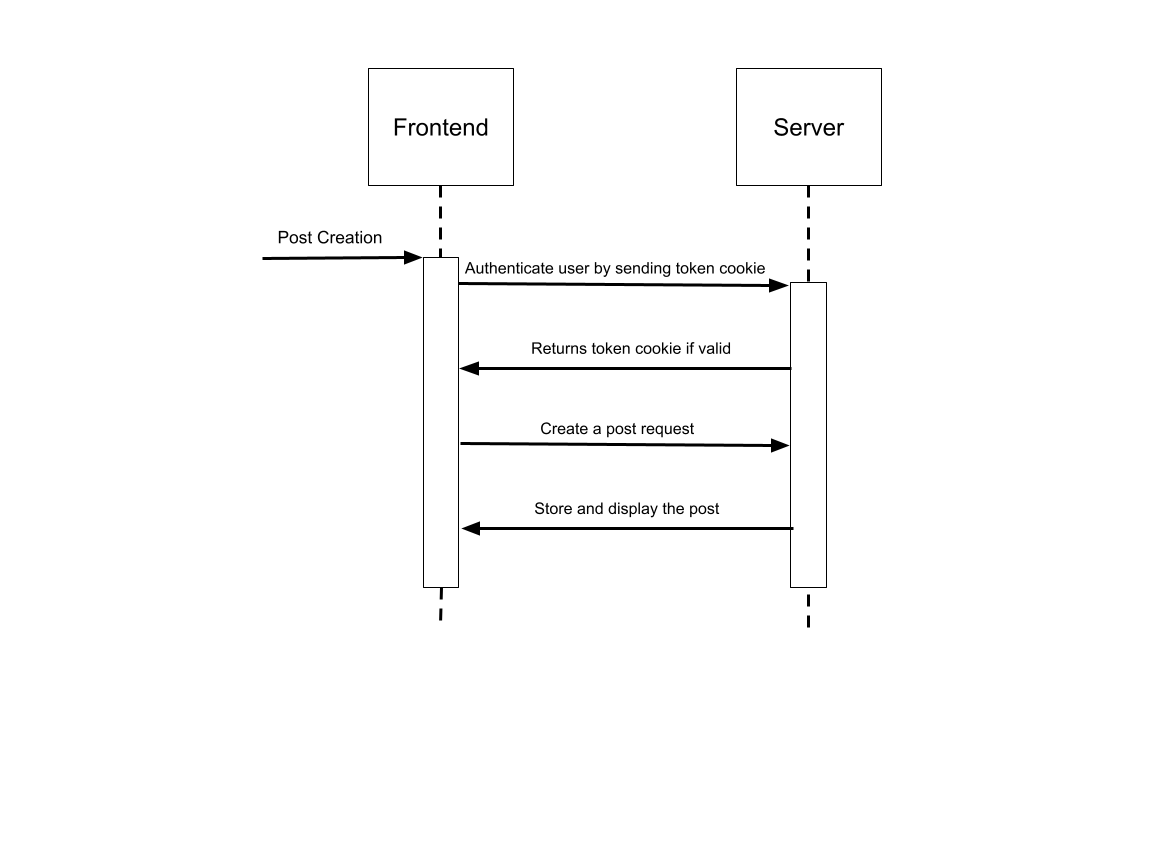 Frontend
Server
Post Creation
Authenticate user by sending token cookie
Returns token cookie if valid
Create a post request
Store and display the post